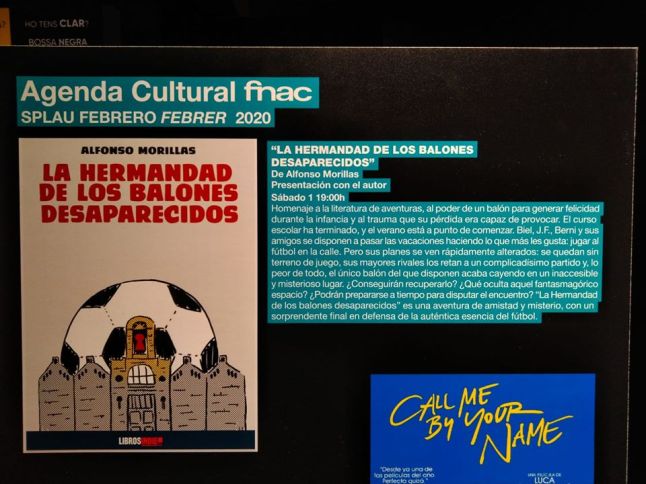 HO TENS CLAR?
BOSSA NEGRA
Agenda Cultural fnac
SPLAU FEBRERO FEBRER 2020
ALFONSO MORILLAS
LA HERMANDAD
DE LOS BALONES
DESAPARECIDOS
LIBROSINDIE
"LA HERMANDAD DE LOS BALONES
DESAPARECIDOS"
De Alfonso Morillas
Presentación con el autor
Sábado 1 19:00h
Homenaje a la literatura de aventuras, al poder de un balón para generar felicidad
durante la infancia y al trauma que su pérdida era capaz de provocar. El curso
escolar ha terminado, y el verano está a punto de comenzar. Biel, J.F., Berni y sus
amigos se disponen a pasar las vacaciones haciendo lo que más les gusta: jugar al
fútbol en la calle. Pero sus planes se ven rápidamente alterados: se quedan sin
terreno de juego, sus mayores rivales los retan a un complicadísimo partido y, lo
peor de todo, el único balón del que disponen acaba cayendo en un inaccesible
y misterioso lugar. ¿Conseguirán recuperarlo? ¿Qué oculta aquel fantasmagórico
espacio? ¿Podrán prepararse a tiempo para disputar el encuentro? "La Hermandad
de los balones desaparecidos" es una aventura de amistad y misterio, con un
sorprendente final en defensa de la auténtica esencia del fútbol.
CALL ME
BY YOUR
NAME
"Desde ya una de
las películas del año
Perfecto quirá."
UNA PELÍCULA DE
LUCA